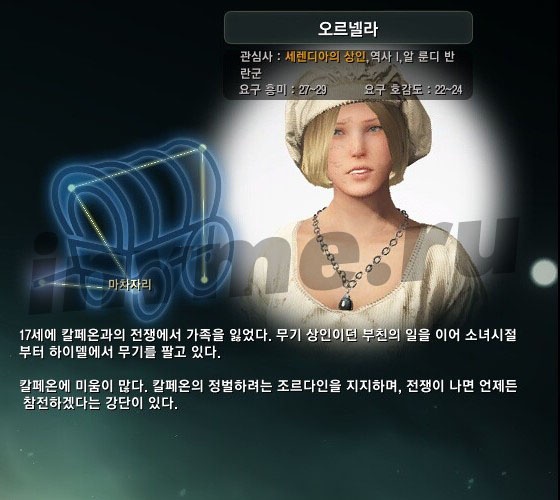 오르넬라
관심사 : 세렌디아의 상인,역사 I,알 룬디 반
란군
요구 흥미 : 27~29 요구 호감도 : 22~24
마차자리
17세에 칼페온과의 전쟁에서 가족을 잃었다. 무기 상인이던 부친의 일을 이어 소녀시절
부터 하이델에서 무기를 팔고 있다.
칼페온에 미움이 많다. 칼페온의 정벌하려는 조르다인을 지지하며, 전쟁이 나면 언제든
참전하겠다는 강단이 있다.